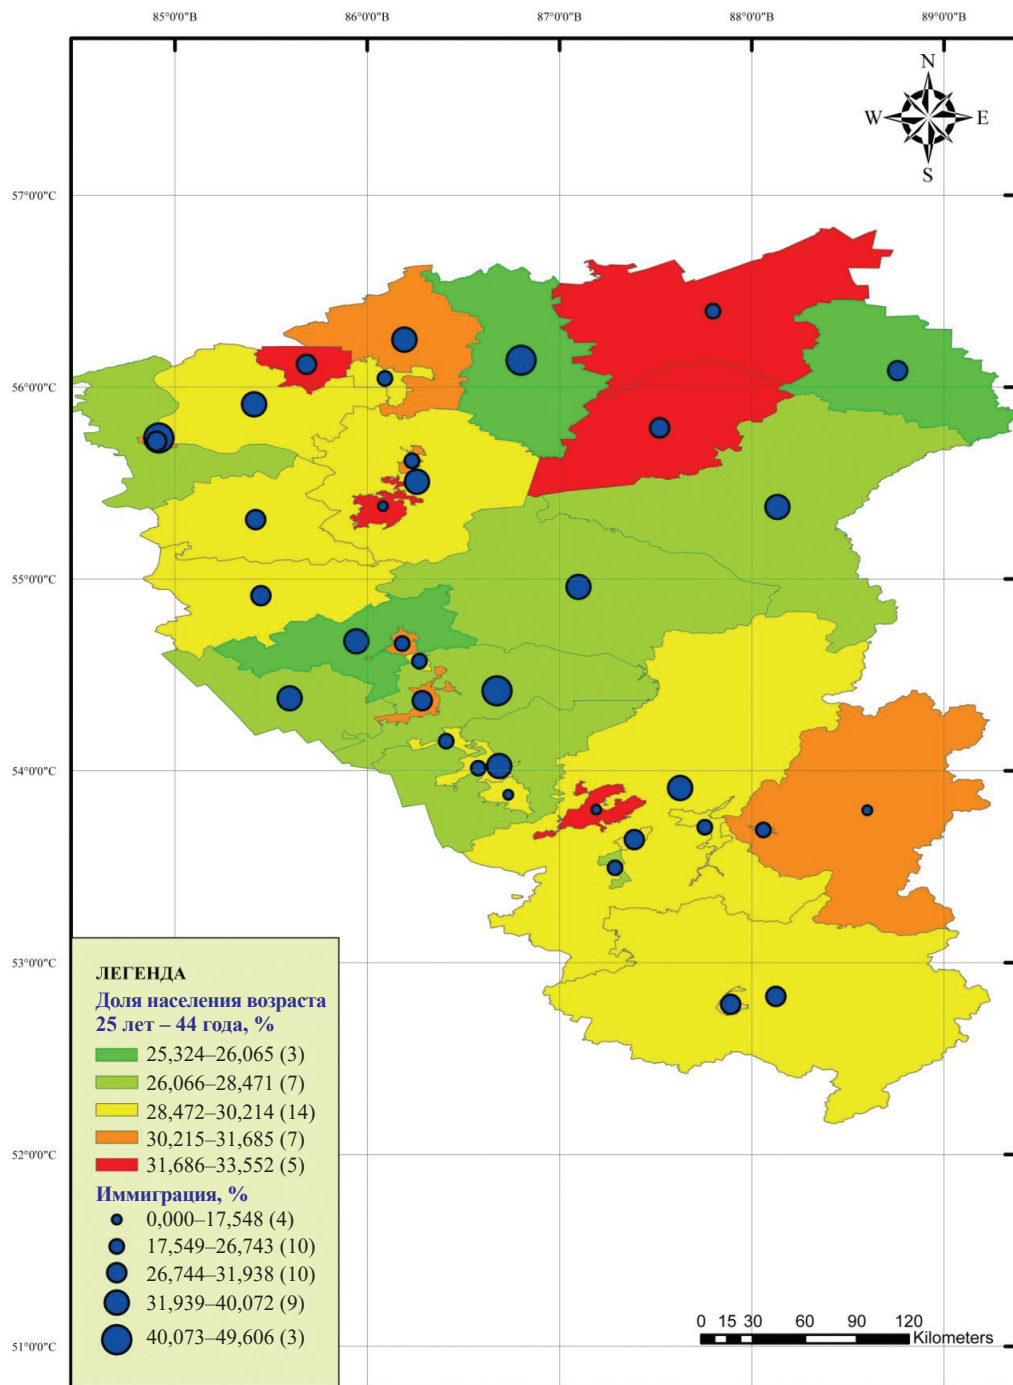 85°0'0"В 86°0'0"В 87°0'0"В 88°0'0"В 89°0'0"В
N
W E
S
57°0'0"С
56°0'0"С
55°0'0"С
54°0'0"С
53°0'0"С
52°0'0"С
51°0'0"С
ЛЕГЕНДА
Доля населения возраста
25 лет – 44 года, %
25,324–26,065 (3)
26,066–28,471 (7)
28,472–30,214 (14)
30,215–31,685 (7)
31,686–33,552 (5)
Иммиграция, %
0,000–17,548 (4)
17,549–26,743 (10)
26,744–31,938 (10)
31,939–40,072 (9)
40,073–49,606 (3)
0 15 30 60 90 120
Kilometers